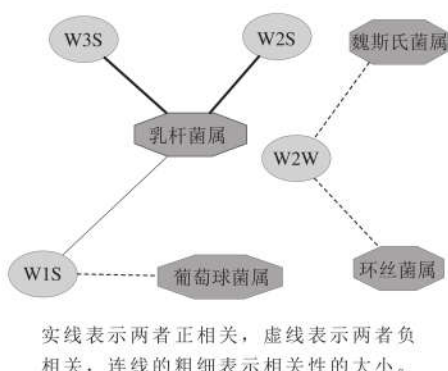 W3S
W2S
魏斯氏菌属
乳杆菌属
W2W
W1S
葡萄球菌属
环丝菌属
实线表示两者正相关，虚线表示两者负
相关，连线的粗细表示相关性的大小。